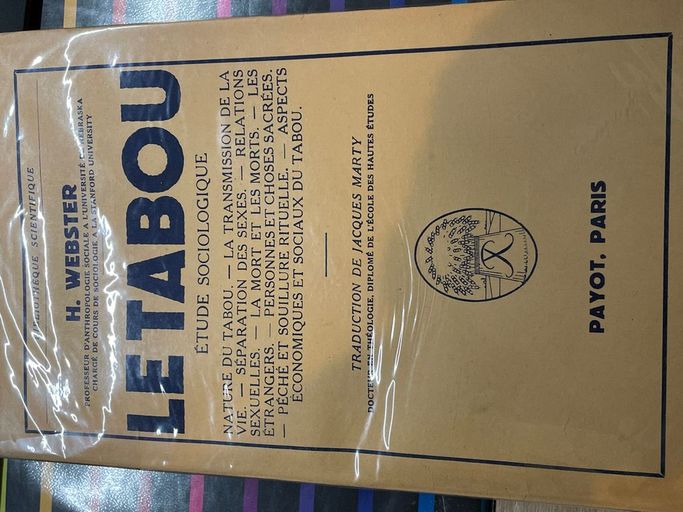 BIBLIOTHÈQUE SCIENTIFIQUE
H. WEBSTER
PROFESSEUR D'ANTHROPOLOGIE SOCIALE A L'UNIVERSITÉ DE NEBRASKA
CHARGÉ DE COURS DE SOCIOLOGIE A LA STANFORD UNIVERSITY
LE TABOU
ÉTUDE SOCIOLOGIQUE
NATURE DU TABOU. — LA TRANSMISSION DE LA
VIE. — SÉPARATION DES SEXES. — RELATIONS
SEXUELLES. — LA MORT ET LES MORTS. — LES
ÉTRANGERS. — PERSONNES ET CHOSES SACRÉES.
— PÉCHÉ ET SOUILLURE RITUELLE. — ASPECTS
ÉCONOMIQUES ET SOCIAUX DU TABOU.
TRADUCTION DE JACQUES MARTY
DOCTEUR EN THÉOLOGIE, DIPLOMÉ DE L'ÉCOLE DES HAUTES ÉTUDES
PAYOT, PARIS